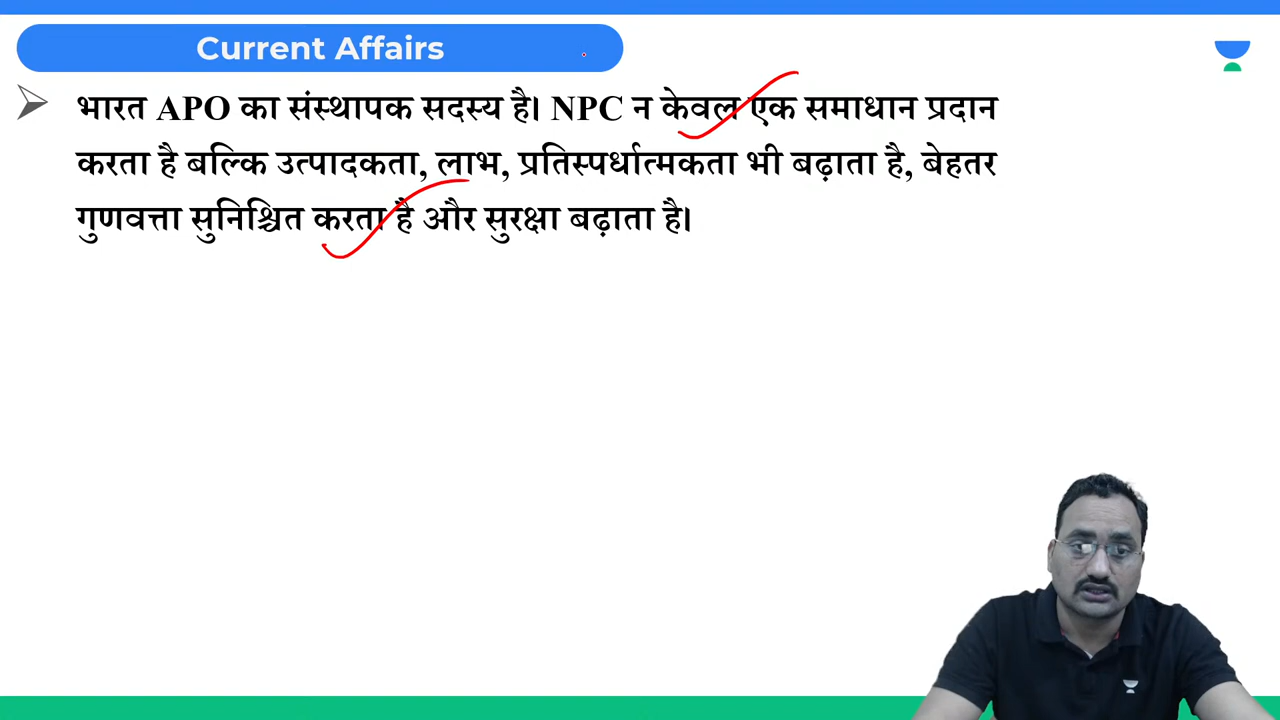 Current Affairs
भारत APO का संस्थापक सदस्य है। NPC न केवल एक समाधान प्रदान
करता है बल्कि उत्पादकता, लाभ, प्रतिस्पर्धात्मकता भी बढ़ाता है, बेहतर
गुणवत्ता सुनिश्चित करता है और सुरक्षा बढ़ाता है।